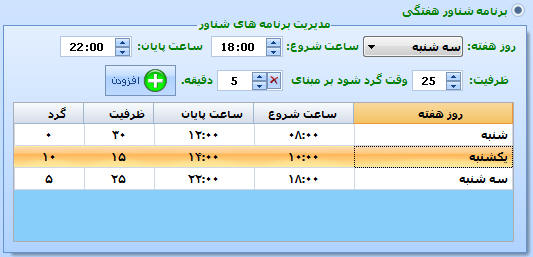 برنامه شناور هفتگی
مدیریت برنامه های شناور
روز هفته: سه شنبه ساعت شروع: 18:00 ساعت پایان: 22:00
ظرفیت: 25 وقت گرد شود بر مبنای 5 دقیقه. افزودن
روز هفته ساعت شروع ساعت پایان ظرفیت گرد
شنبه ۰۸:۰۰ ۱۲:۰۰ ۲۰ ۰
یکشنبه ۱۰:۰۰ ۱۴:۰۰ ۱۵ ۱۰
سه شنبه ۱۸:۰۰ ۲۲:۰۰ ۲۵ ۵